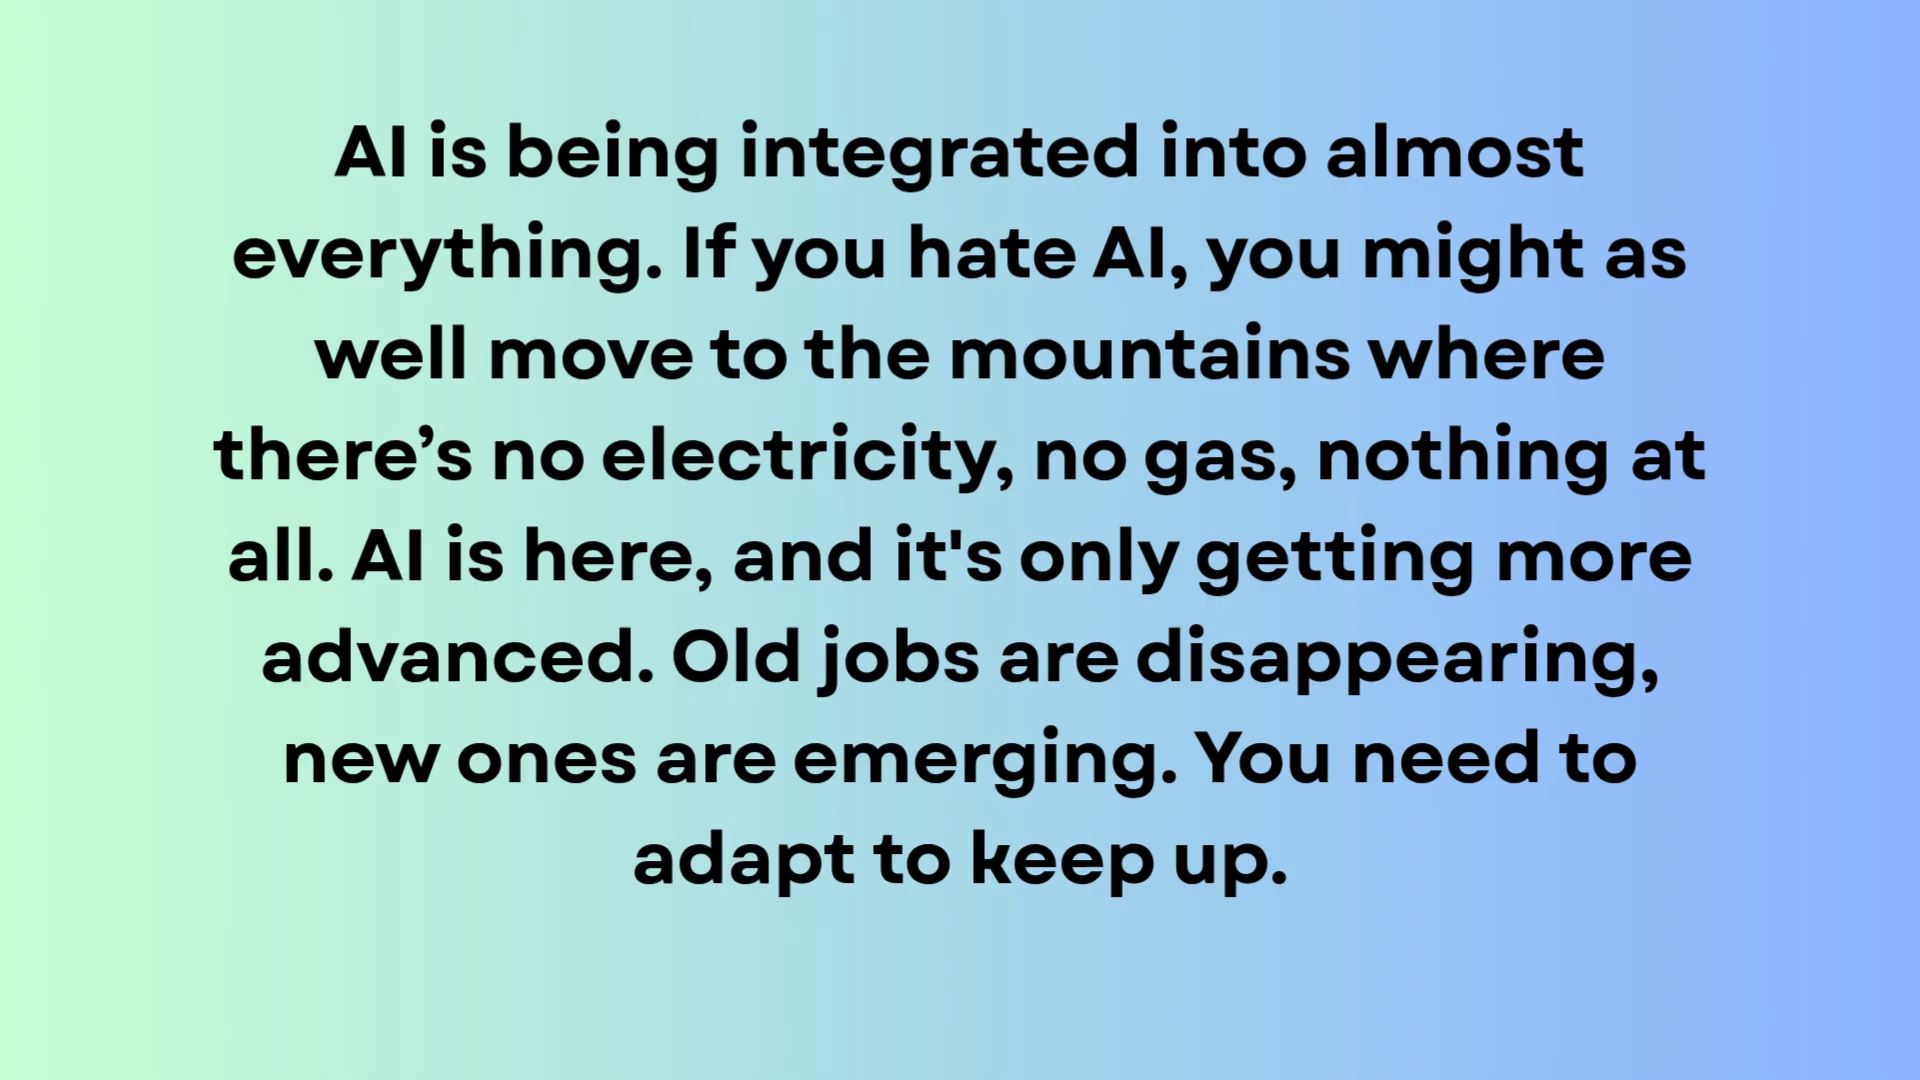 AI is being integrated into almost
everything. If you hate AI, you might as
well move to the mountains where
there’s no electricity, no gas, nothing at
all. AI is here, and it's only getting more
advanced. Old jobs are disappearing,
new ones are emerging. You need to
adapt to keep up.